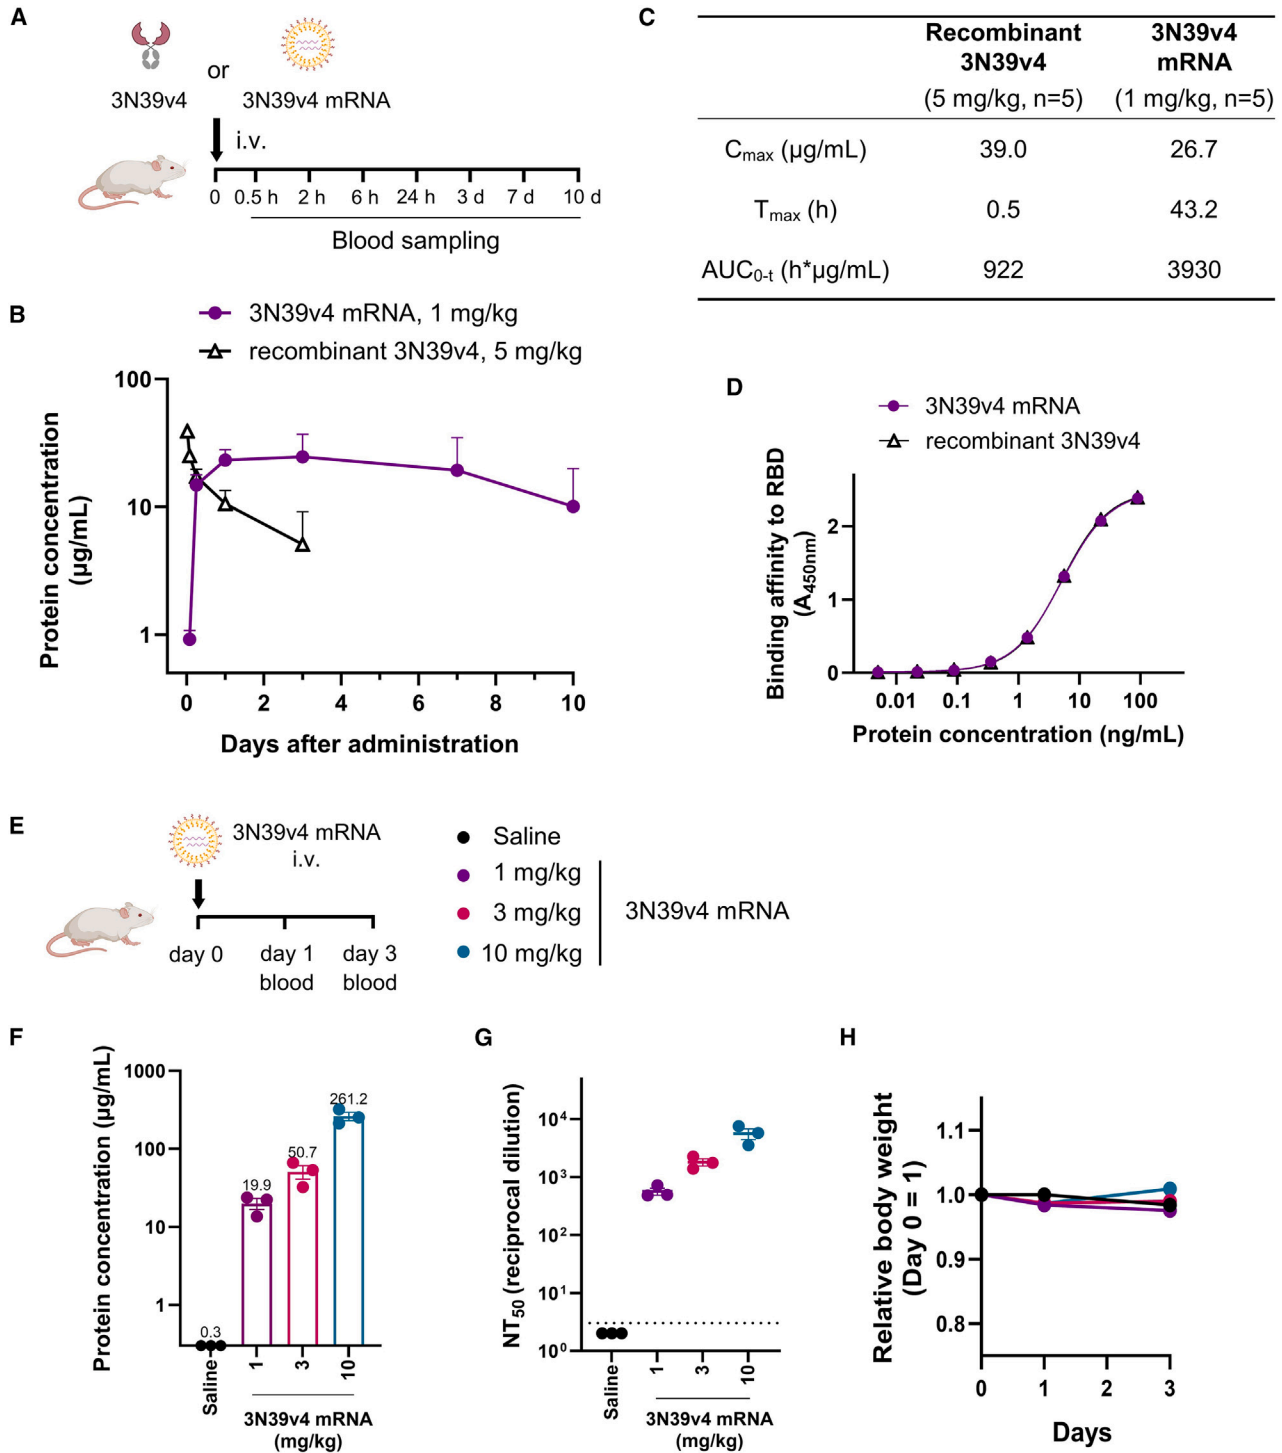 A
3N39v4
or
3N39v4 mRNA
i.v.
0 0.5 h 2 h 6 h 24 h 3 d 7 d 10 d
Blood sampling
C
Recombinant 3N39v4
(5 mg/kg, n=5)
3N39v4 mRNA
(1 mg/kg, n=5)
Cmax (µg/mL) 39.0 26.7
Tmax (h) 0.5 43.2
AUC0-t (h*µg/mL) 922 3930
B
3N39v4 mRNA, 1 mg/kg
recombinant 3N39v4, 5 mg/kg
Protein concentration
(µg/mL)
100
10
1
0 2 4 6 8 10
Days after administration
D
3N39v4 mRNA
recombinant 3N39v4
Binding affinity to RBD
(A450nm)
2
1
0
0.01 0.1 1 10 100
Protein concentration (ng/mL)
E
3N39v4 mRNA
i.v.
day 0 day 1 day 3
blood blood
Saline
1 mg/kg
3 mg/kg
10 mg/kg
3N39v4 mRNA
F
Protein concentration (µg/mL)
1000
100
10
1
0.3
19.9
50.7
261.2
Saline 1 3 10
3N39v4 mRNA
(mg/kg)
G
NT50 (reciprocal dilution)
10⁴
10³
10²
10¹
10⁰
Saline 1 3 10
3N39v4 mRNA
(mg/kg)
H
Relative body weight
(Day 0 = 1)
1.1
1.0
0.9
0.8
0 1 2 3
Days